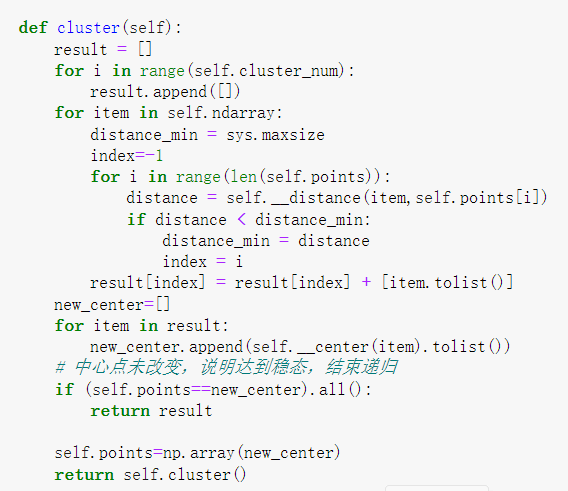 def cluster(self):
    result = []
    for i in range(self.cluster_num):
        result.append([])
    for item in self.ndarray:
        distance_min = sys.maxsize
        index=-1
        for i in range(len(self.points)):
            distance = self.__distance(item,self.points[i])
            if distance < distance_min:
                distance_min = distance
                index = i
        result[index] = result[index] + [item.tolist()]
    new_center=[]
    for item in result:
        new_center.append(self.__center(item).tolist())
    # 中心点未改变，说明达到稳态，结束递归
    if (self.points==new_center).all():
        return result
    self.points=np.array(new_center)
    return self.cluster()